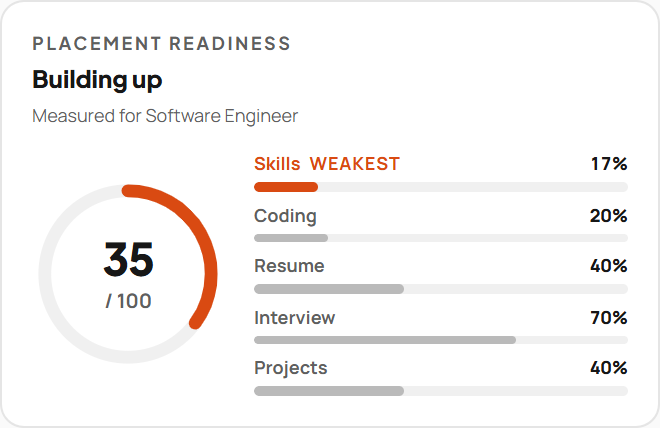 PLACEMENT READINESS
Building up
Measured for Software Engineer
35
/ 100
Skills WEAKEST 17%
Coding 20%
Resume 40%
Interview 70%
Projects 40%